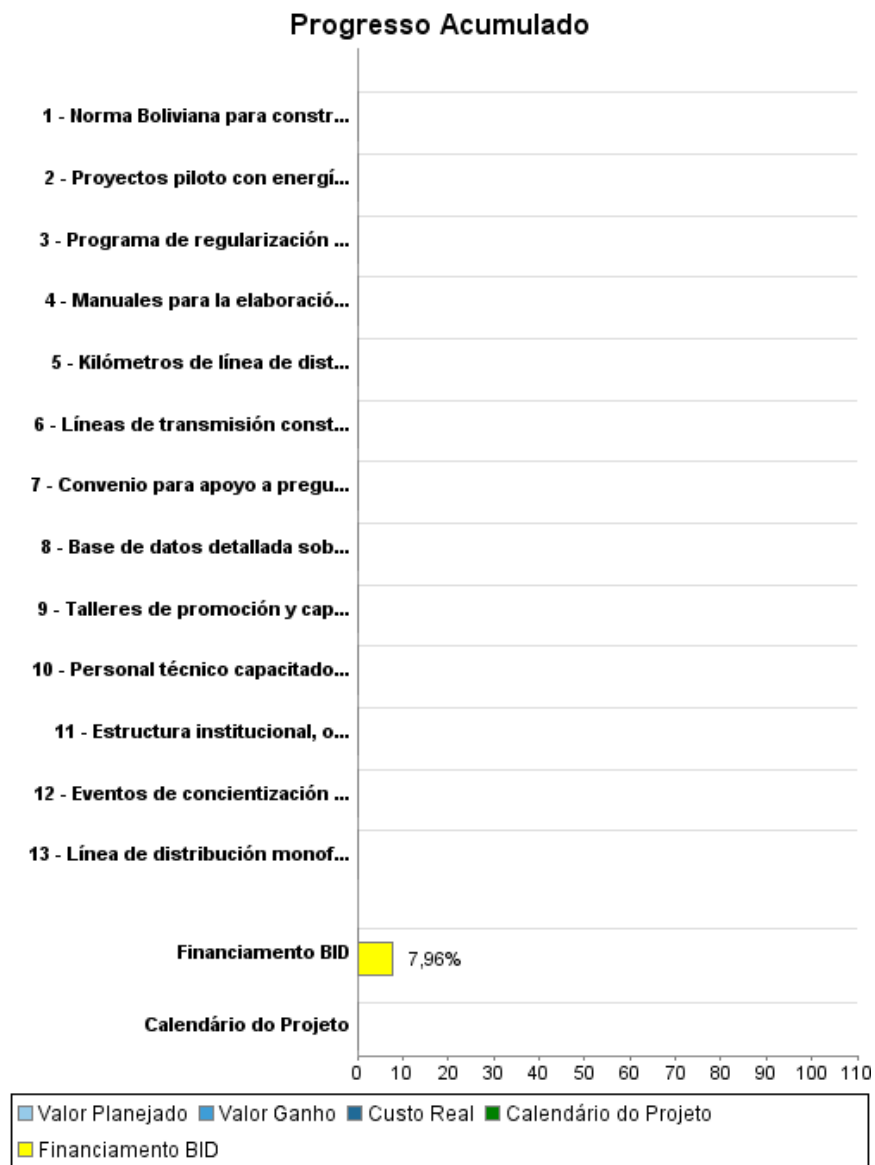 Progresso Acumulado
1 - Norma Boliviana para constr...
2 - Proyectos piloto con energí...
3 - Programa de regularización ...
4 - Manuales para la elaboració...
5 - Kilómetros de línea de dist...
6 - Líneas de transmisión const...
7 - Convenio para apoyo a pregu...
8 - Base de datos detallada sob...
9 - Talleres de promoción y cap...
10 - Personal técnico capacitado...
11 - Estructura institucional, o...
12 - Eventos de concientización ...
13 - Línea de distribución monof...
Financiamento BID 7,96%
Calendário do Projeto
0 10 20 30 40 50 60 70 80 90 100 110
Valor Planejado Valor Ganho Custo Real Calendário do Projeto
Financiamento BID